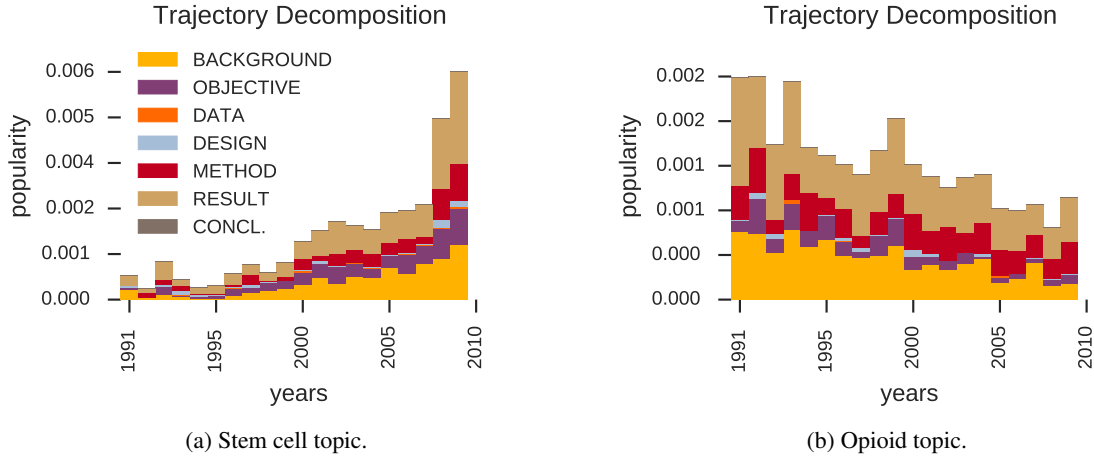 Trajectory Decomposition
BACKGROUND
OBJECTIVE
DATA
DESIGN
METHOD
RESULT
CONCL.
0.006
0.005
0.004
0.002
0.001
0.000
popularity
1991
1995
2000
2005
2010
years
(a) Stem cell topic.
Trajectory Decomposition
0.002
0.002
0.001
0.001
0.000
0.000
popularity
1991
1995
2000
2005
2010
years
(b) Opioid topic.